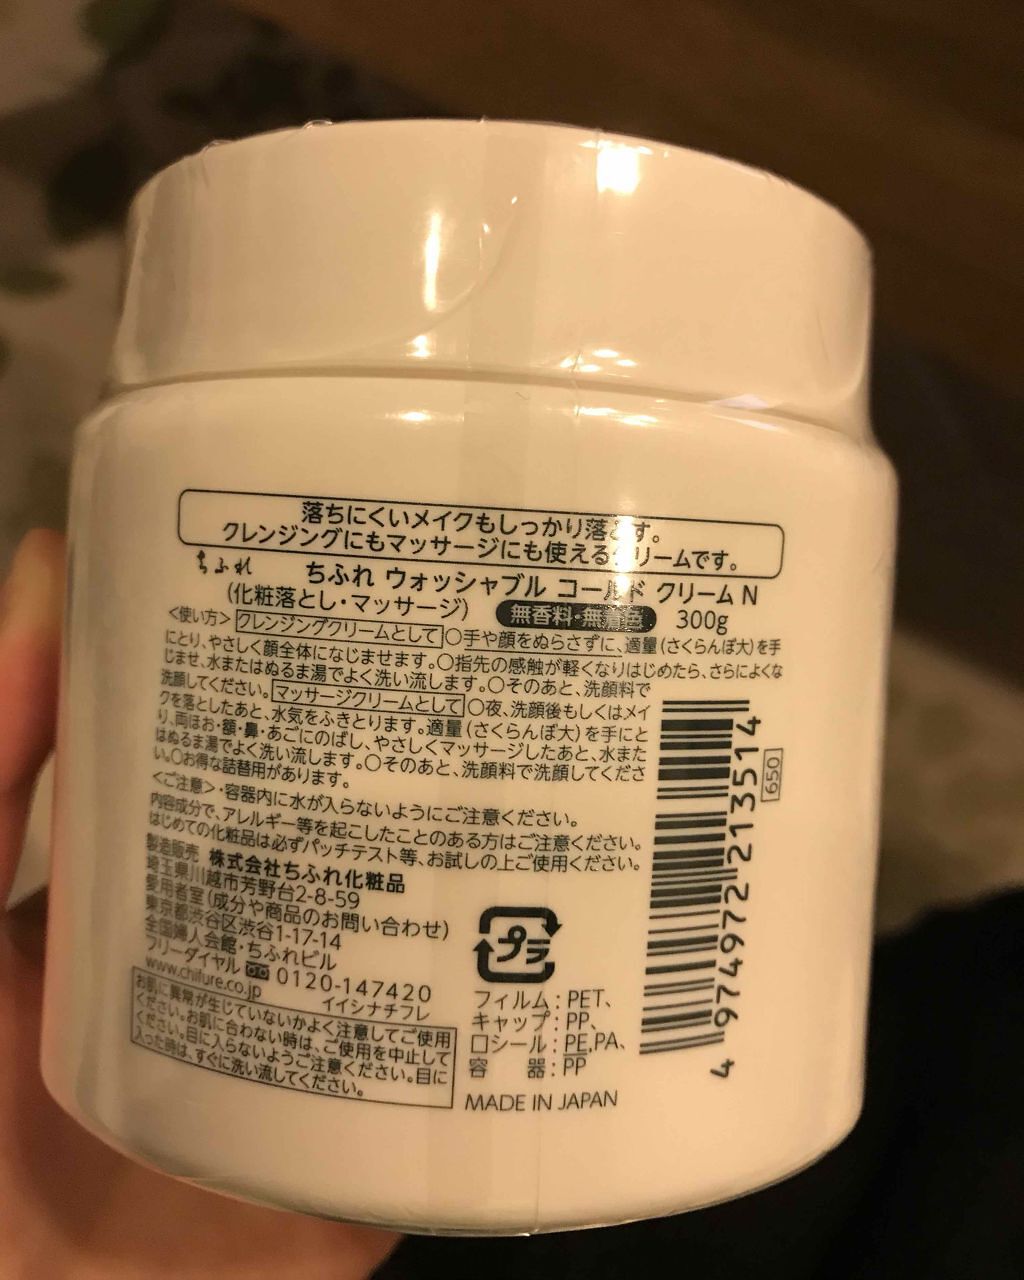 落ちにくいメイクもしっかり落とす。
クレンジングにもマッサージにも使えるクリームです。
ちふれ ちふれ ウォッシャブル コールド クリーム N
(化粧落とし・マッサージ) 無香料・無着色 300g
<使い方> クレンジングクリームとして ○手や顔をぬらさずに、適量(さくらんぼ大)を手
にとり、やさしく顔全体になじませます。○指先の感触が軽くなりはじめたら、さらによくな
じませ、水またはぬるま湯でよく洗い流します。○そのあと、洗顔料で
洗顔してください。 マッサージクリームとして ○夜、洗顔後もしくはメイ
クを落としたあと、水気をふきとります。適量(さくらんぼ大)を手にと
り、両ほお・額・鼻・あごにのばし、やさしくマッサージしたあと、水また
はぬるま湯でよく洗い流します。○そのあと、洗顔料で洗顔してくださ
い。○お得な詰替用があります。
<ご注意>・容器内に水が入らないようにご注意ください。
内容成分で、アレルギー等を起こしたことのある方はご注意ください。
はじめての化粧品は必ずパッチテスト等、お試しの上ご使用ください。
製造販売 株式会社ちふれ化粧品
埼玉県川越市芳野台2-8-59
愛用者室(成分や商品のお問い合わせ)
東京都渋谷区渋谷1-17-14
全国婦人会館・ちふれビル
フリーダイヤル 0120-147420
www.chifure.co.jp イイシナチフレ
お肌に異常が生じていないかよく注意してご使用
ください。お肌に合わない時は、ご使用を中止して
ください。目に入らないようご注意ください。目に
入った時は、すぐに洗い流してください。
プラ
フィルム:PET、
キャップ:PP、
口シール:PE,PA、
容 器:PP
MADE IN JAPAN
4 974972 213514
650